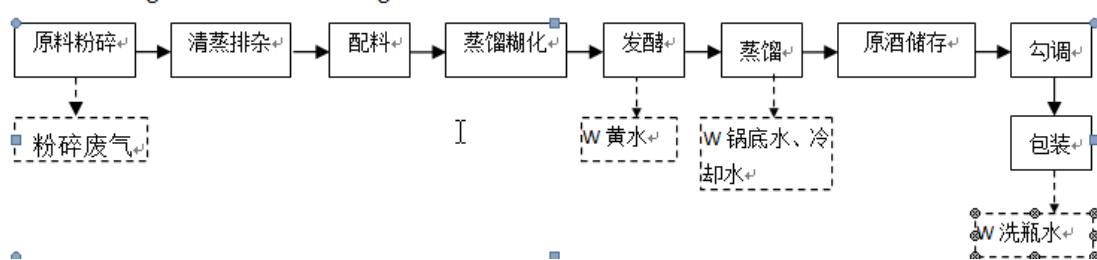 原料粉碎
清蒸排杂
配料
蒸馏糊化
发酵
蒸馏
原酒储存
勾调
粉碎废气
W 黄水
W 锅底水、冷
却水
包装
W 洗瓶水